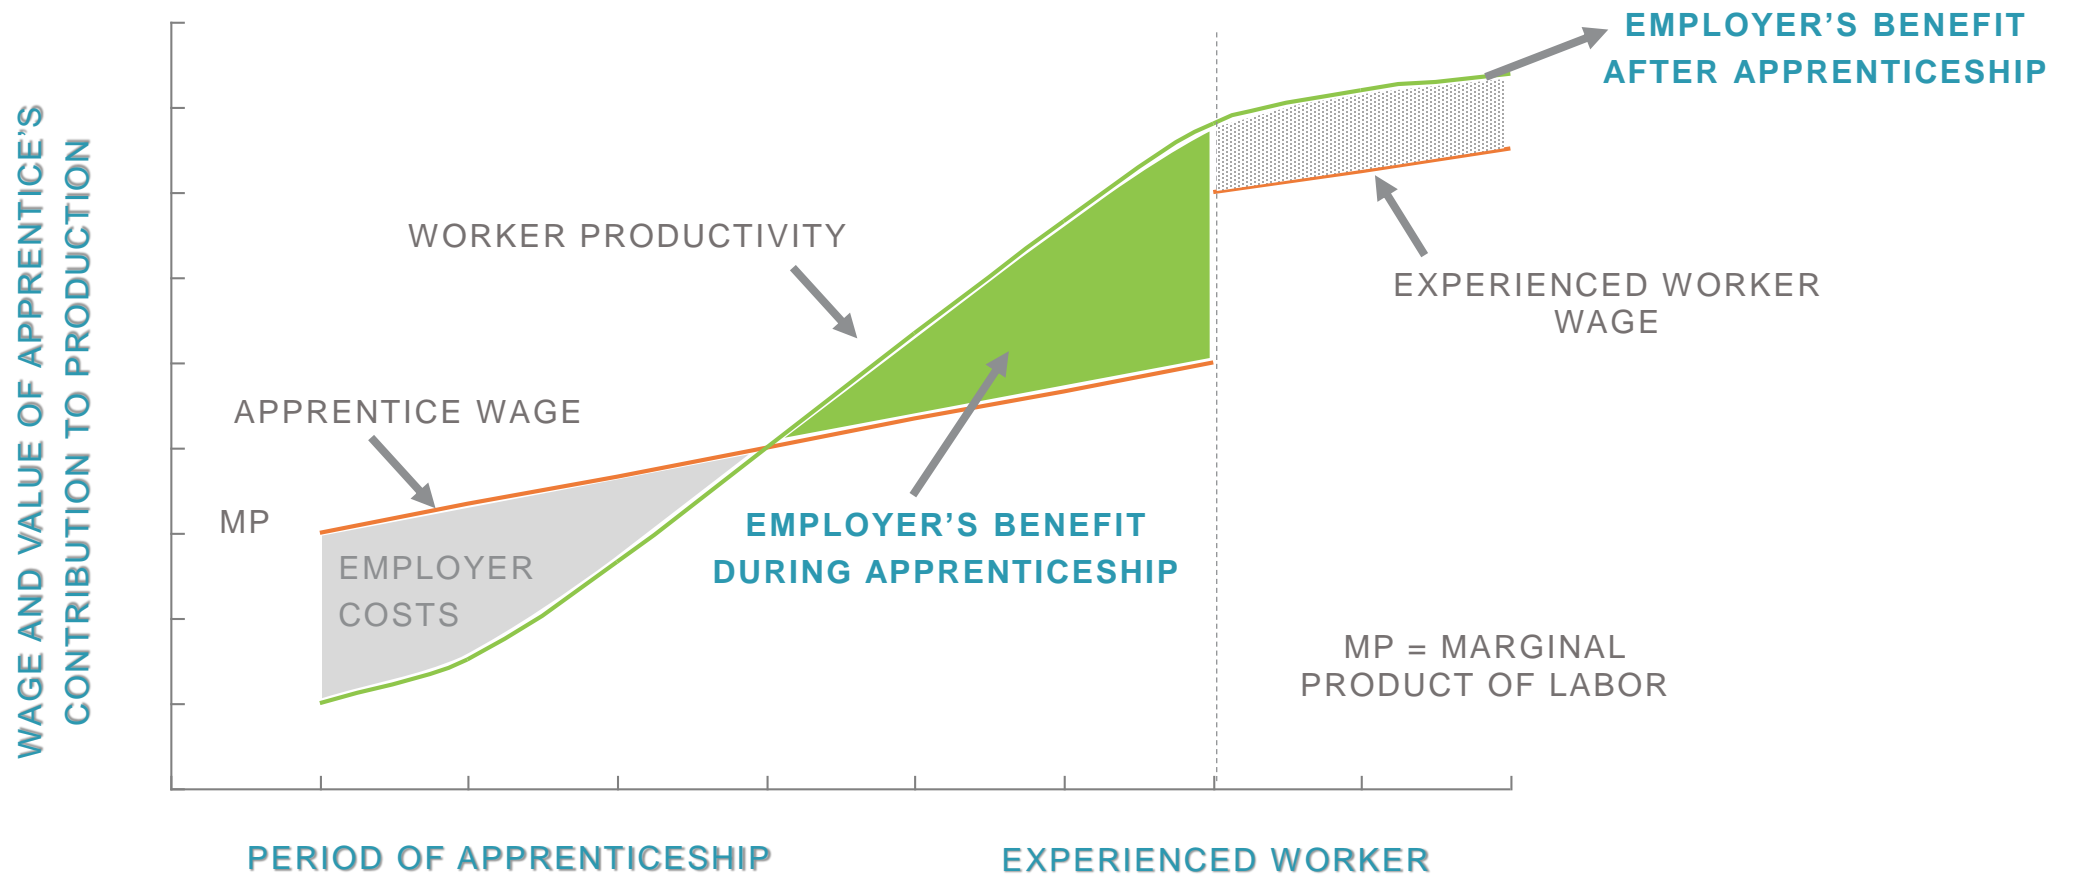 WAGE AND VALUE OF APPRENTICE’S
CONTRIBUTION TO PRODUCTION
EMPLOYER’S BENEFIT
AFTER APPRENTICESHIP
WORKER PRODUCTIVITY
EXPERIENCED WORKER
WAGE
APPRENTICE WAGE
MP
EMPLOYER
COSTS
EMPLOYER’S BENEFIT
DURING APPRENTICESHIP
MP = MARGINAL
PRODUCT OF LABOR
PERIOD OF APPRENTICESHIP
EXPERIENCED WORKER